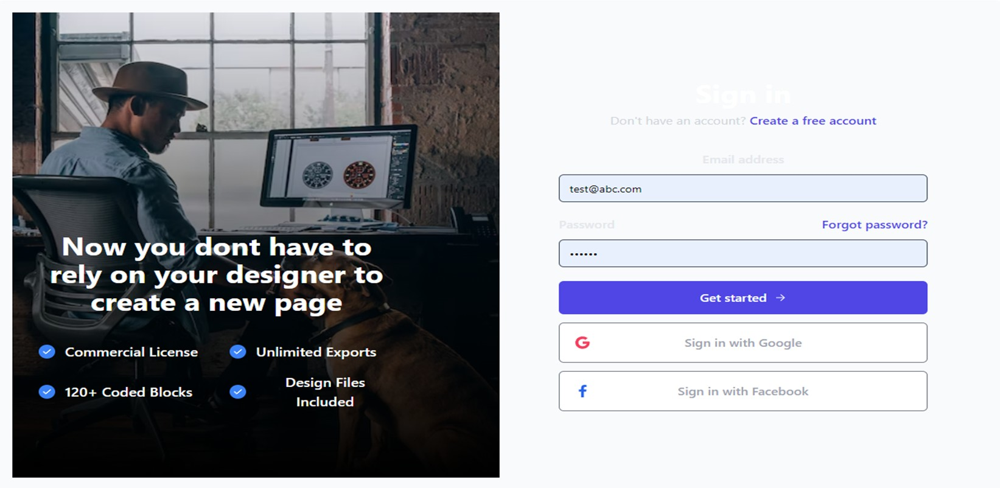 Now you dont have to
rely on your designer to
create a new page
Commercial License
Unlimited Exports
120+ Coded Blocks
Design Files
Included
Sign in
Don't have an account? Create a free account
Email address
test@abc.com
Password
Forgot password?
••••••
Get started →
Sign in with Google
Sign in with Facebook